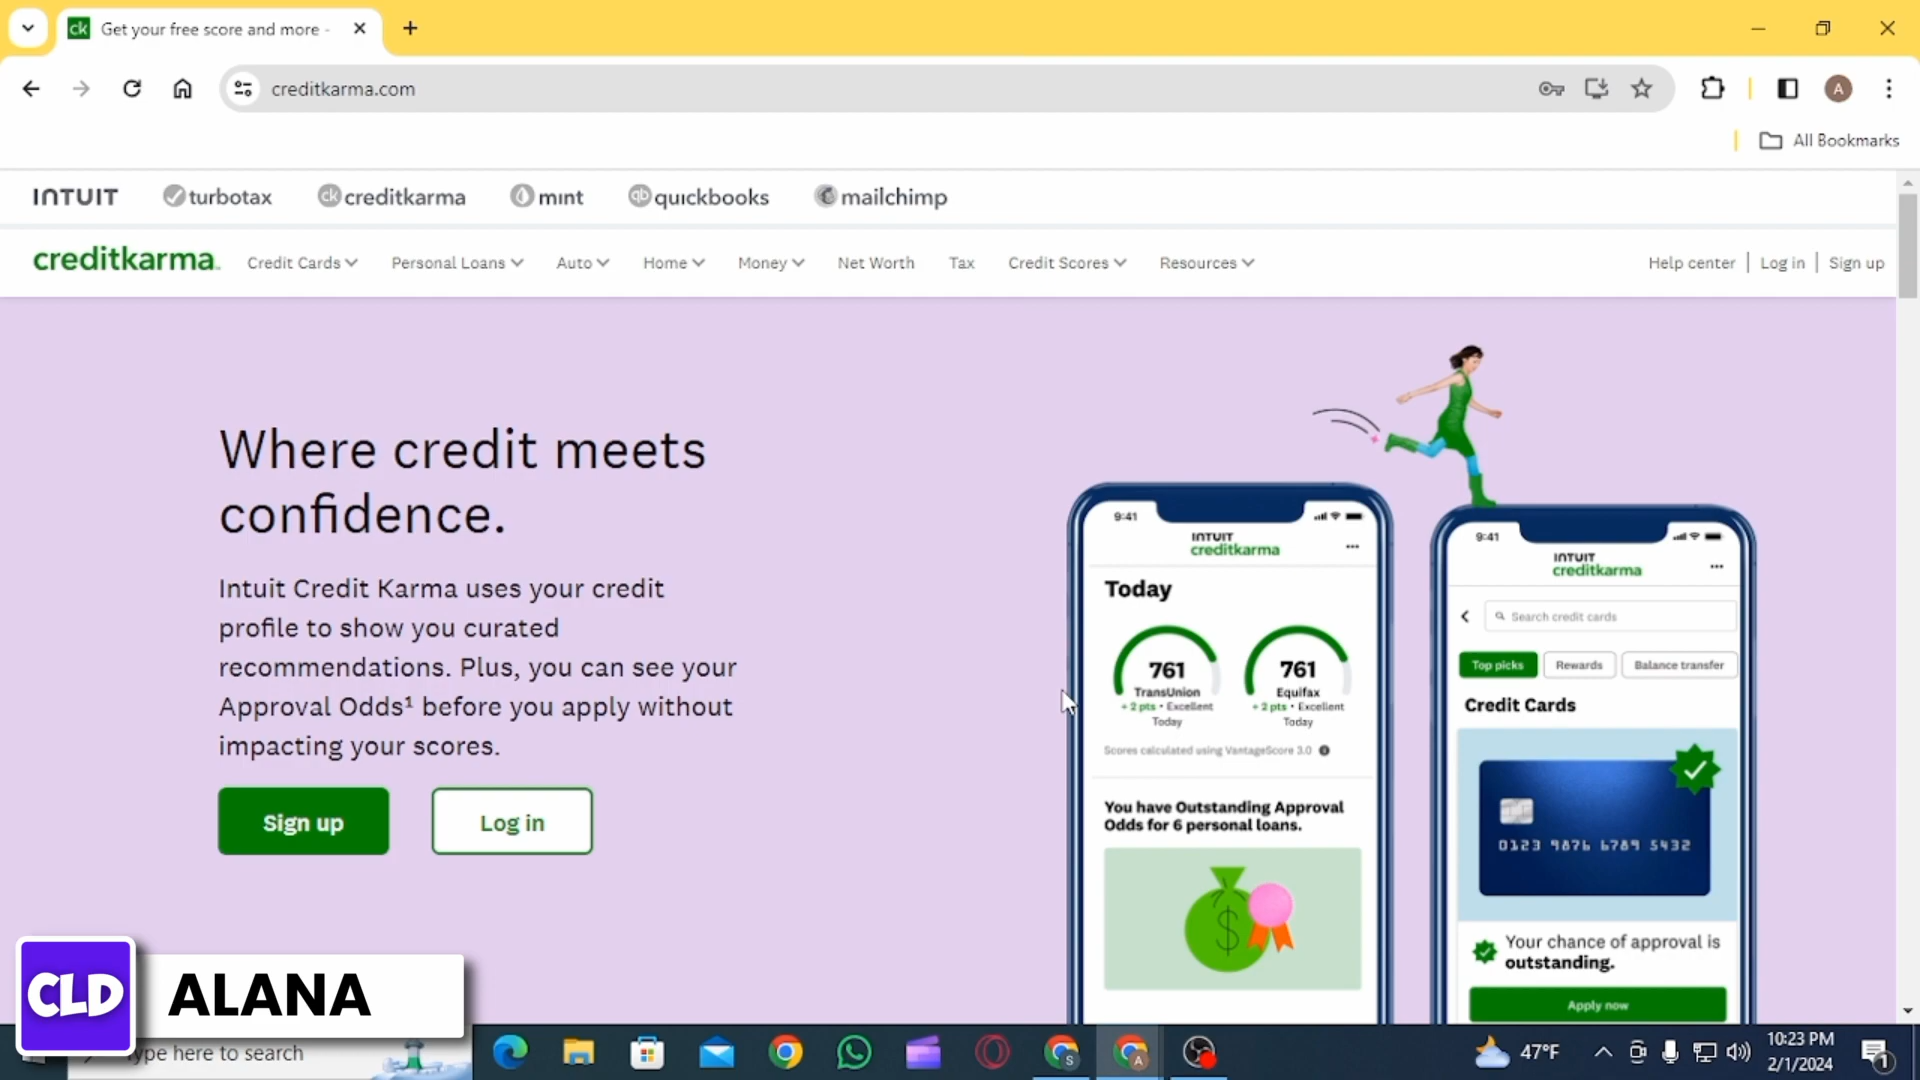 Get your free score and more -
creditkarma.com
All Bookmarks
INTUIT turbotax creditkarma mint quickbooks mailchimp
creditkarma Credit Cards Personal Loans Auto Home Money Net Worth Tax Credit Scores Resources Help center | Log in | Sign up
Where credit meets
confidence.
Intuit Credit Karma uses your credit
profile to show you curated
recommendations. Plus, you can see your
Approval Odds¹ before you apply without
impacting your scores.
Sign up Log in
9:41
INTUIT
creditkarma
Today
761 761
TransUnion Equifax
+ 2 pts • Excellent + 2 pts • Excellent
Today Today
Scores calculated using VantageScore 3.0
You have Outstanding Approval
Odds for 6 personal loans.
9:41
INTUIT
creditkarma
Search credit cards
Top picks Rewards Balance transfer
Credit Cards
0123 9876 6789 5432
Your chance of approval is
outstanding.
Apply now
CLD ALANA
Type here to search
47°F
10:23 PM
2/1/2024